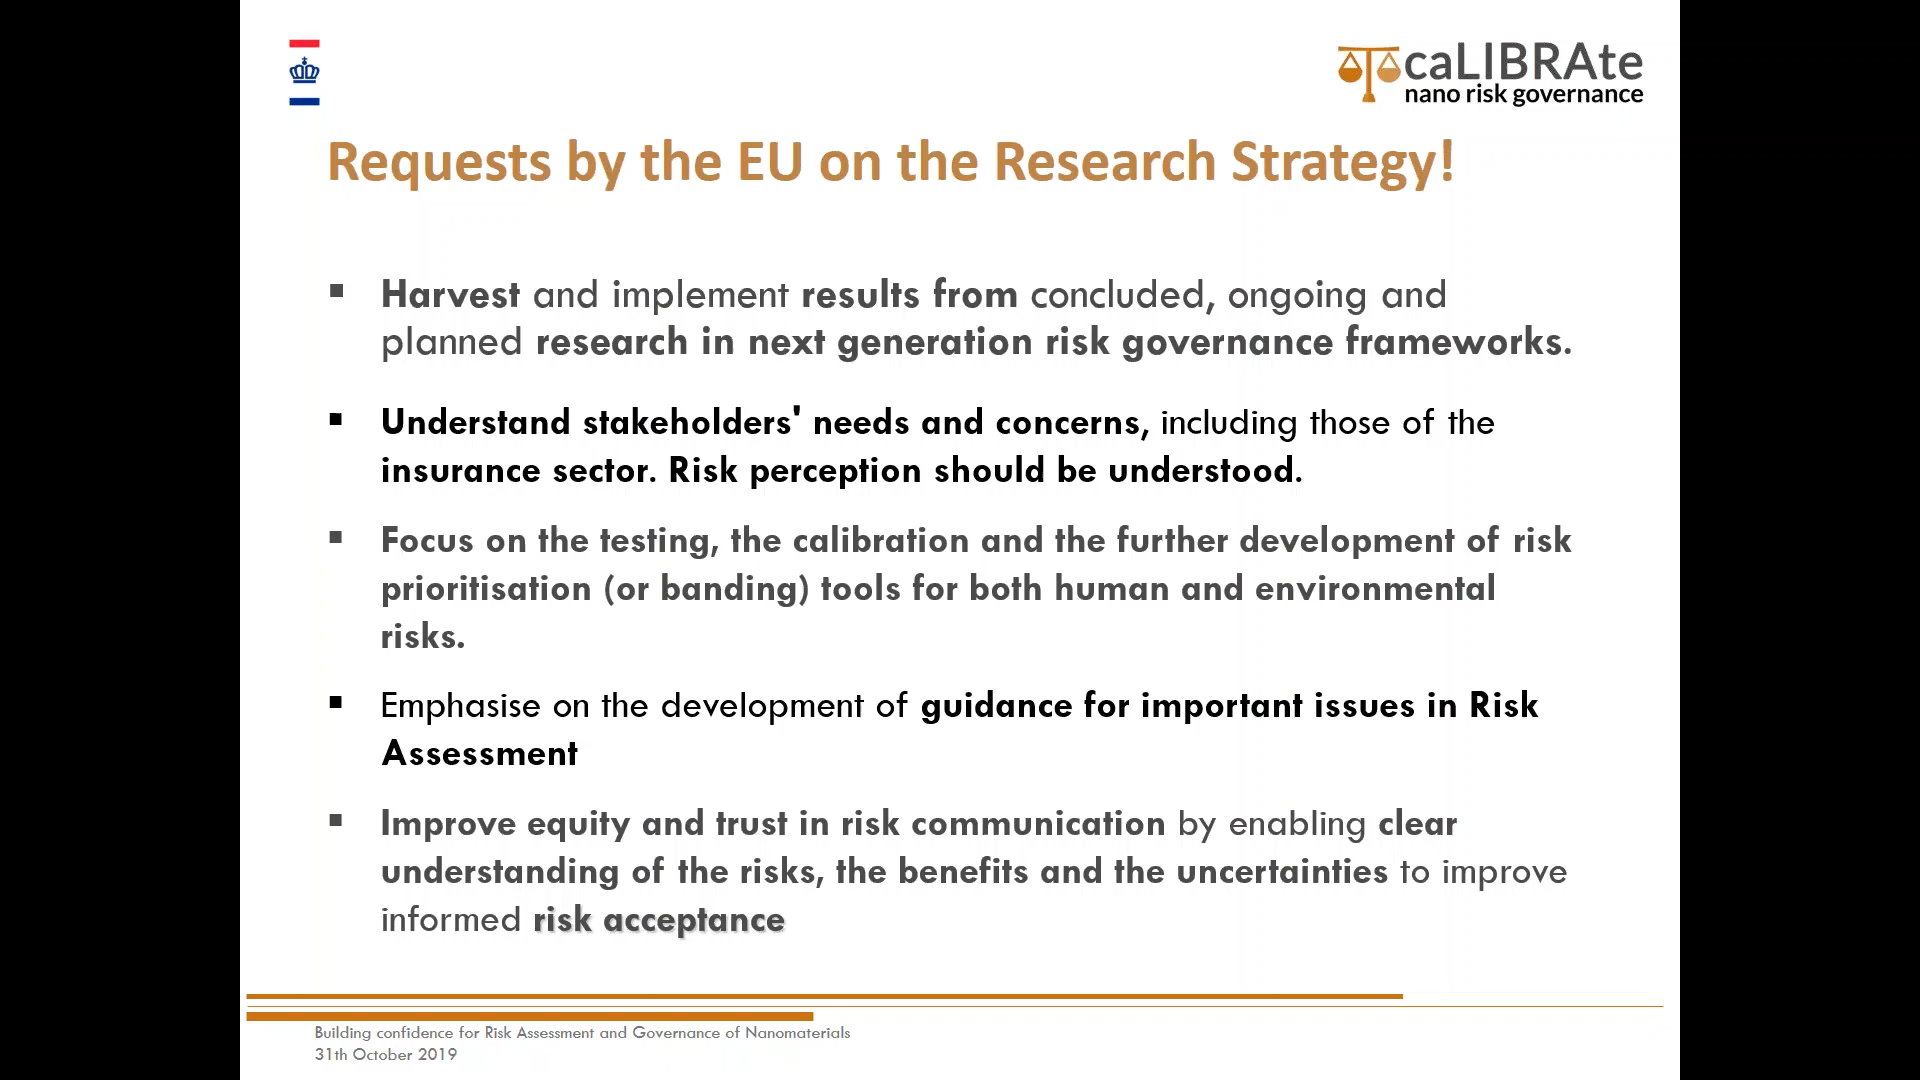 caLIBRAte
nano risk governance
Requests by the EU on the Research Strategy!
▪ Harvest and implement results from concluded, ongoing and
planned research in next generation risk governance frameworks.
▪ Understand stakeholders' needs and concerns, including those of the
insurance sector. Risk perception should be understood.
▪ Focus on the testing, the calibration and the further development of risk
prioritisation (or banding) tools for both human and environmental
risks.
▪ Emphasise on the development of guidance for important issues in Risk
Assessment
▪ Improve equity and trust in risk communication by enabling clear
understanding of the risks, the benefits and the uncertainties to improve
informed risk acceptance
Building confidence for Risk Assessment and Governance of Nanomaterials
31th October 2019